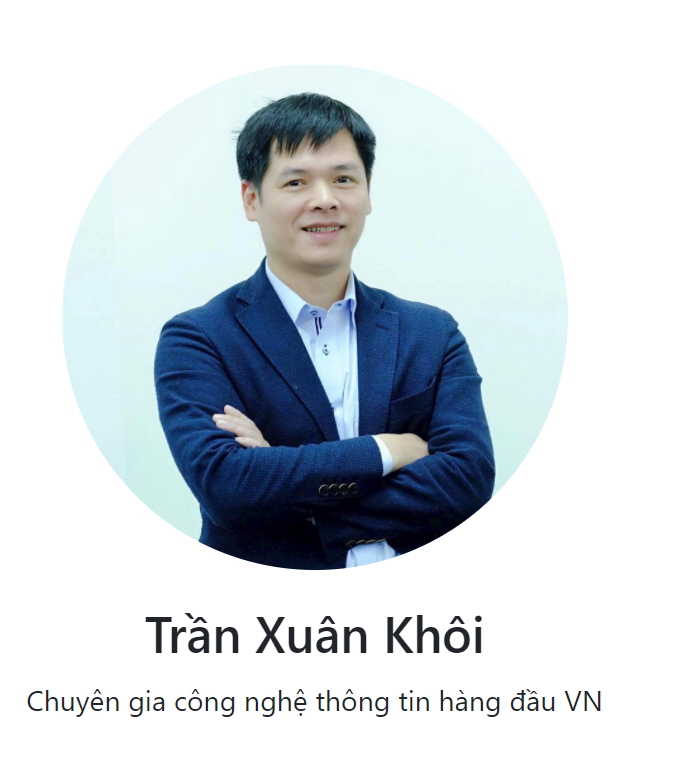 Trần Xuân Khôi
Chuyên gia công nghệ thông tin hàng đầu VN